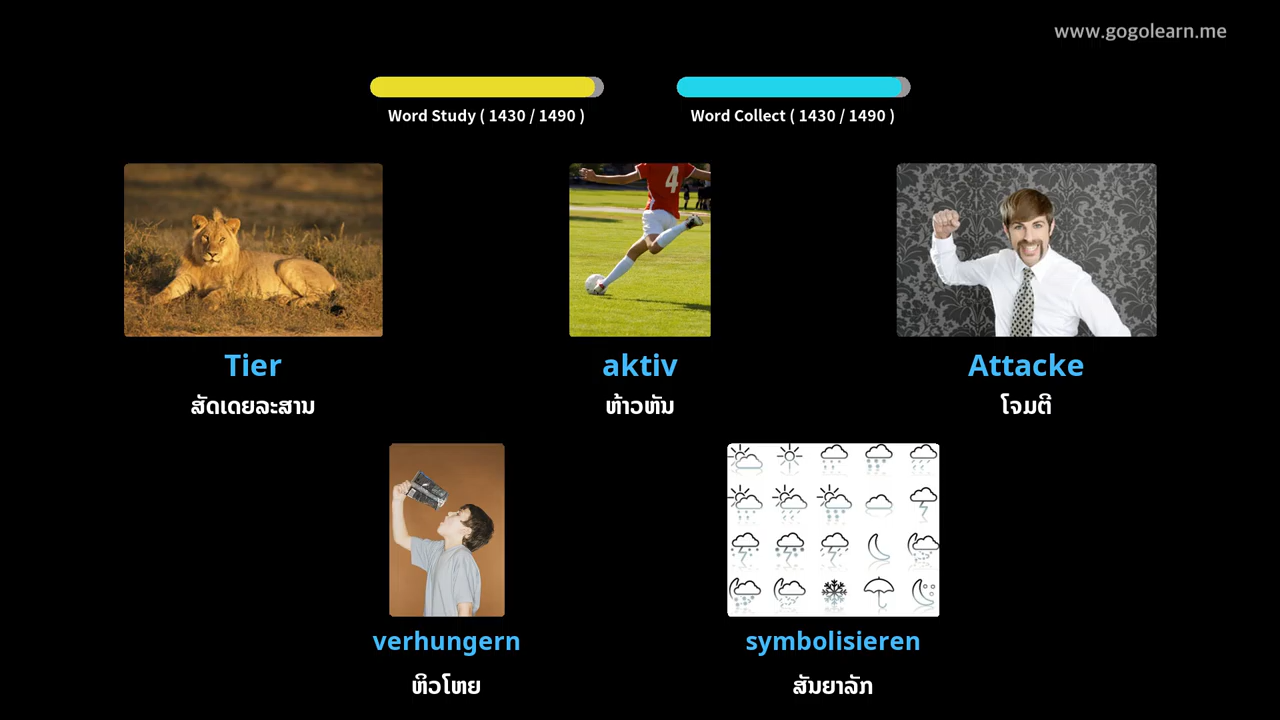 www.gogolearn.me
Word Study ( 1430 / 1490 )
Word Collect ( 1430 / 1490 )
4
Tier
aktiv
Attacke
ສັດເດຍລະສານ
ຫ້າວຫັນ
ໂຈມຕີ
verhungern
symbolisieren
ຫິວໂຫຍ
ສັນຍາລັກ